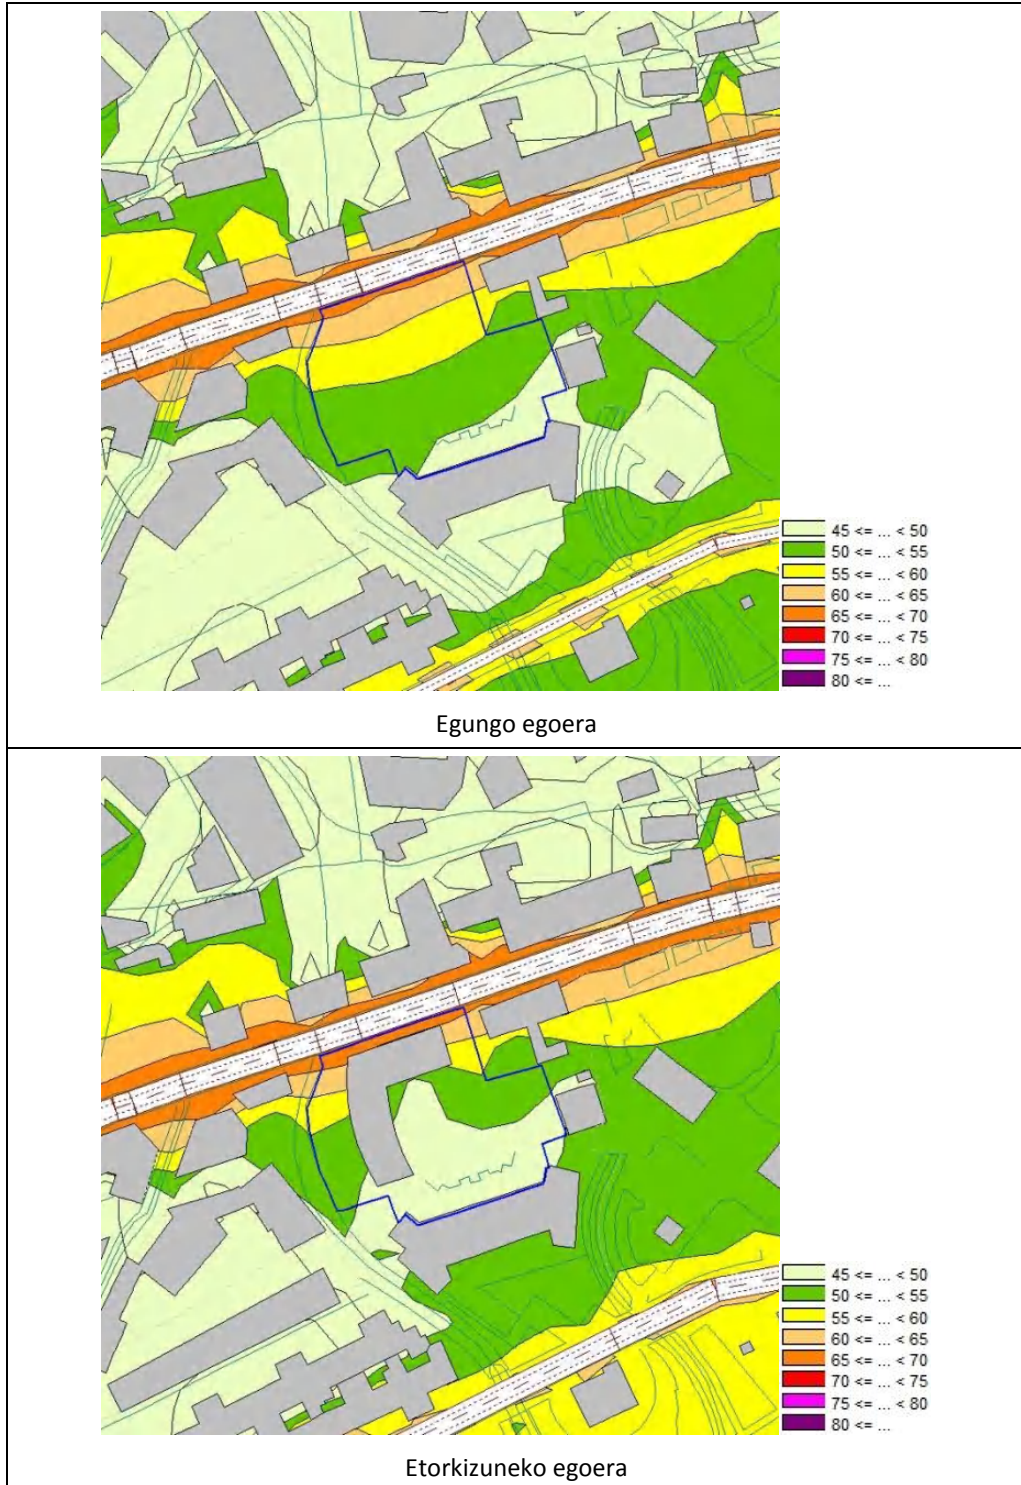 45 <= ... < 50
50 <= ... < 55
55 <= ... < 60
60 <= ... < 65
65 <= ... < 70
70 <= ... < 75
75 <= ... < 80
80 <= ...
Egungo egoera
45 <= ... < 50
50 <= ... < 55
55 <= ... < 60
60 <= ... < 65
65 <= ... < 70
70 <= ... < 75
75 <= ... < 80
80 <= ...
Etorkizuneko egoera